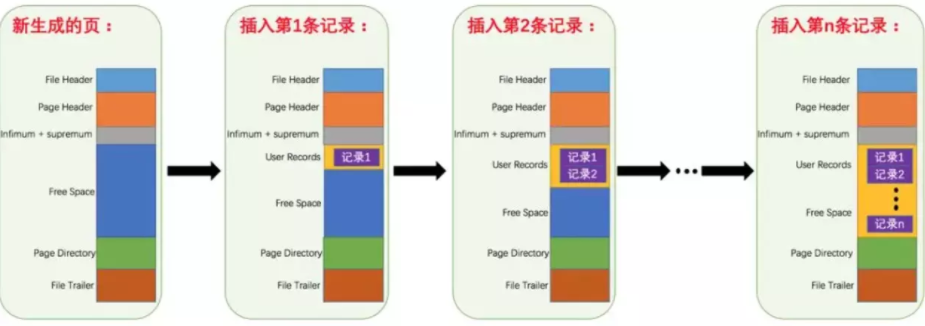 新生成的页：
File Header
Page Header
Infimum + supremum
Free Space
Page Directory
File Trailer
插入第1条记录：
File Header
Page Header
Infimum + supremum
User Records
记录1
Free Space
Page Directory
File Trailer
插入第2条记录：
File Header
Page Header
Infimum + supremum
User Records
记录1
记录2
Free Space
Page Directory
File Trailer
插入第n条记录：
File Header
Page Header
Infimum + supremum
User Records
记录1
记录2
Free Space
记录n
Page Directory
File Trailer